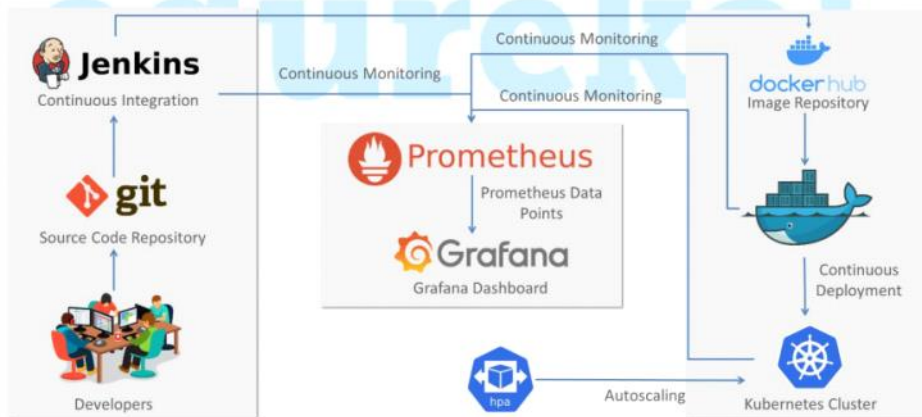 edureka!
Jenkins
Continuous Integration
git
Source Code Repository
Developers
Continuous Monitoring
Continuous Monitoring
Continuous Monitoring
Prometheus
Prometheus Data
Points
Grafana
Grafana Dashboard
hpa
Autoscaling
docker hub
Image Repository
Continuous
Deployment
Kubernetes Cluster